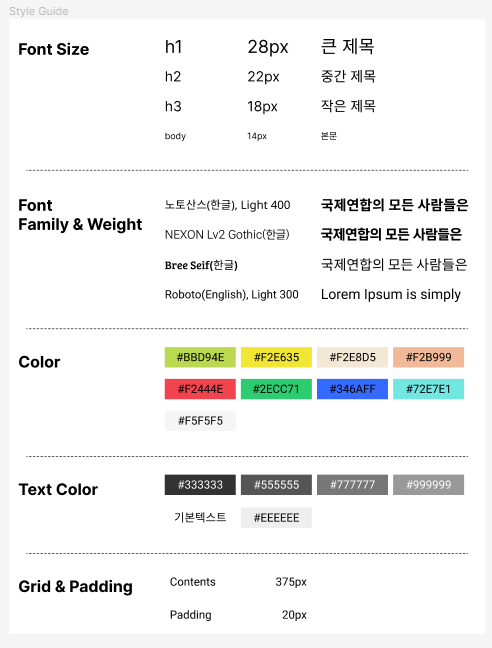 Style Guide
Font Size
h1 28px 큰 제목
h2 22px 중간 제목
h3 18px 작은 제목
body 14px 본문
Font
Family & Weight
노토산스(한글), Light 400 국제연합의 모든 사람들은
NEXON Lv2 Gothic(한글) 국제연합의 모든 사람들은
Bree Seif(한글) 국제연합의 모든 사람들은
Roboto(English), Light 300 Lorem Ipsum is simply
Color
#BBD94E #F2E635 #F2E8D5 #F2B999
#F2444E #2ECC71 #346AFF #72E7E1
#F5F5F5
Text Color
#333333 #555555 #777777 #999999
기본텍스트 #EEEEEE
Grid & Padding
Contents 375px
Padding 20px